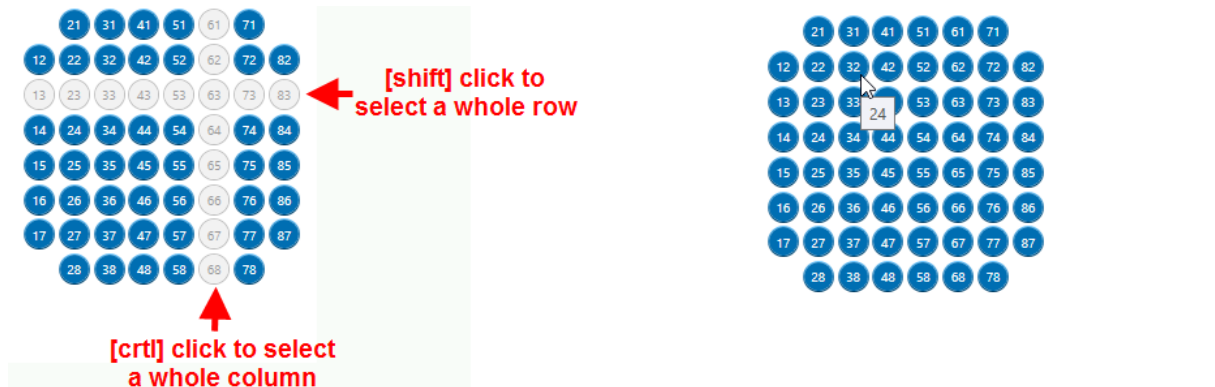 21 31 41 51 61 71
12 22 32 42 52 62 72 82
13 23 33 43 53 63 73 83
14 24 34 44 54 64 74 84
15 25 35 45 55 65 75 85
16 26 36 46 56 66 76 86
17 27 37 47 57 67 77 87
28 38 48 58 68 78
[shift] click to
select a whole row
[crtl] click to select
a whole column
21 31 41 51 61 71
12 22 32 42 52 62 72 82
13 23 33 53 63 73 83
24
14 24 34 44 54 64 74 84
15 25 35 45 55 65 75 85
16 26 36 46 56 66 76 86
17 27 37 47 57 67 77 87
28 38 48 58 68 78